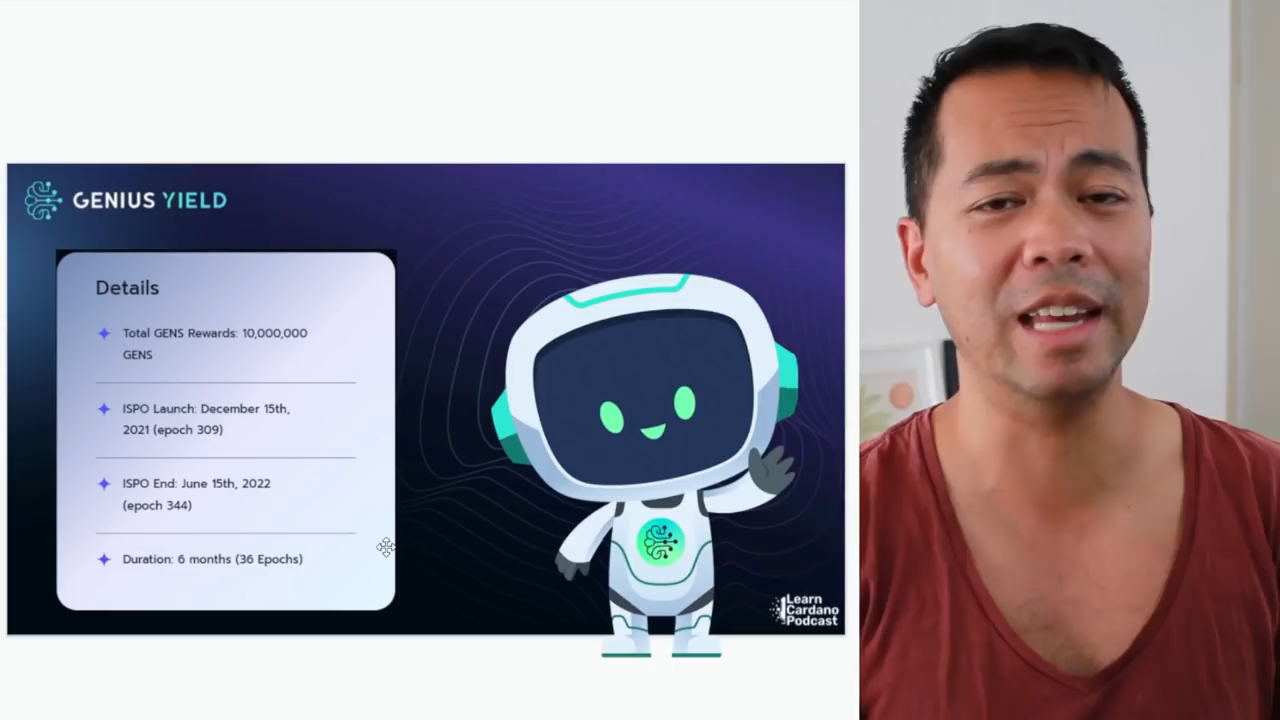 GENIUS YIELD
Details
Total GENS Rewards: 10,000,000
GENS
ISPO Launch: December 15th,
2021 (epoch 309)
ISPO End: June 15th, 2022
(epoch 344)
Duration: 6 months (36 Epochs)
Learn
Cardano
Podcast